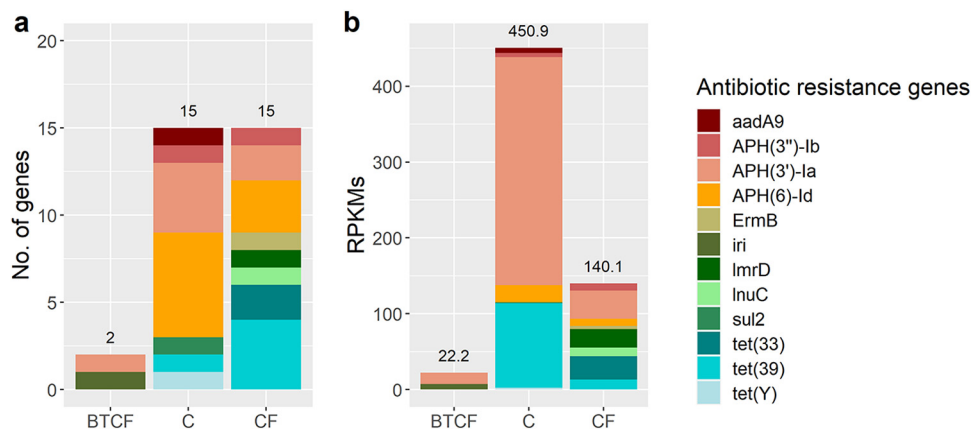 a
No. of genes
20
15
10
5
0
2
15
15
BTCF
C
CF
b
RPKMs
400
300
200
100
0
22.2
450.9
140.1
BTCF
C
CF
Antibiotic resistance genes
aadA9
APH(3'')-Ib
APH(3')-Ia
APH(6)-Id
ErmB
iri
lmrD
lnuC
sul2
tet(33)
tet(39)
tet(Y)